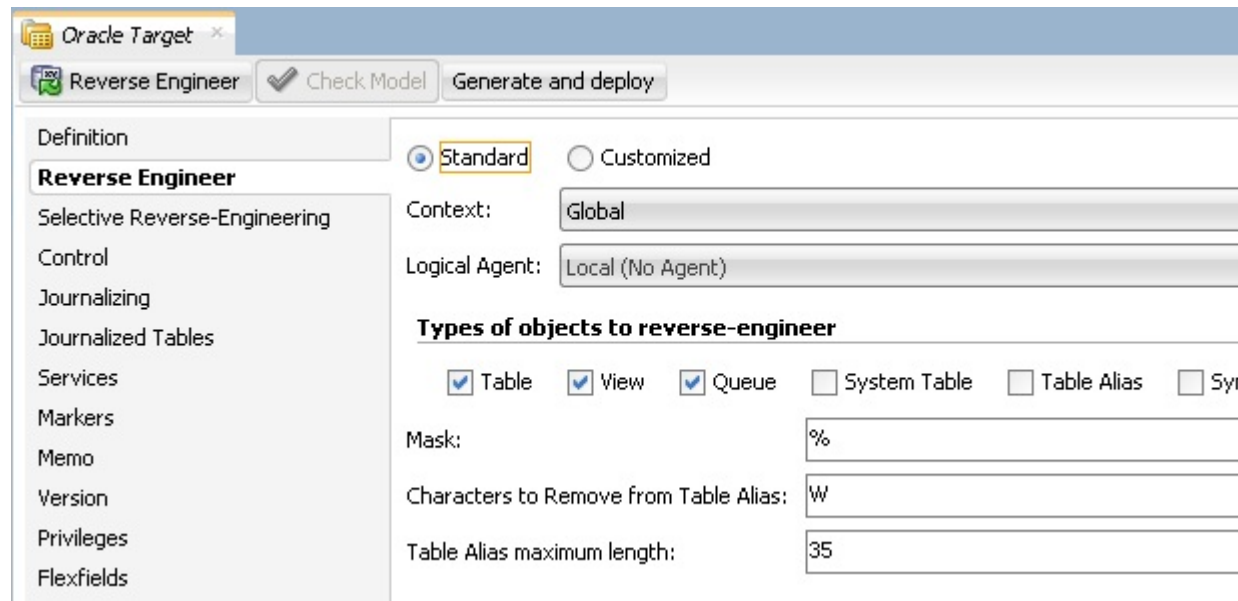 Oracle Target
Reverse Engineer Check Model Generate and deploy
Definition
Reverse Engineer
Selective Reverse-Engineering
Control
Journalizing
Journalized Tables
Services
Markers
Memo
Version
Privileges
Flexfields
Standard Customized
Context: Global
Logical Agent: Local (No Agent)
Types of objects to reverse-engineer
Table View Queue System Table Table Alias
Mask: %
Characters to Remove from Table Alias: W
Table Alias maximum length: 35